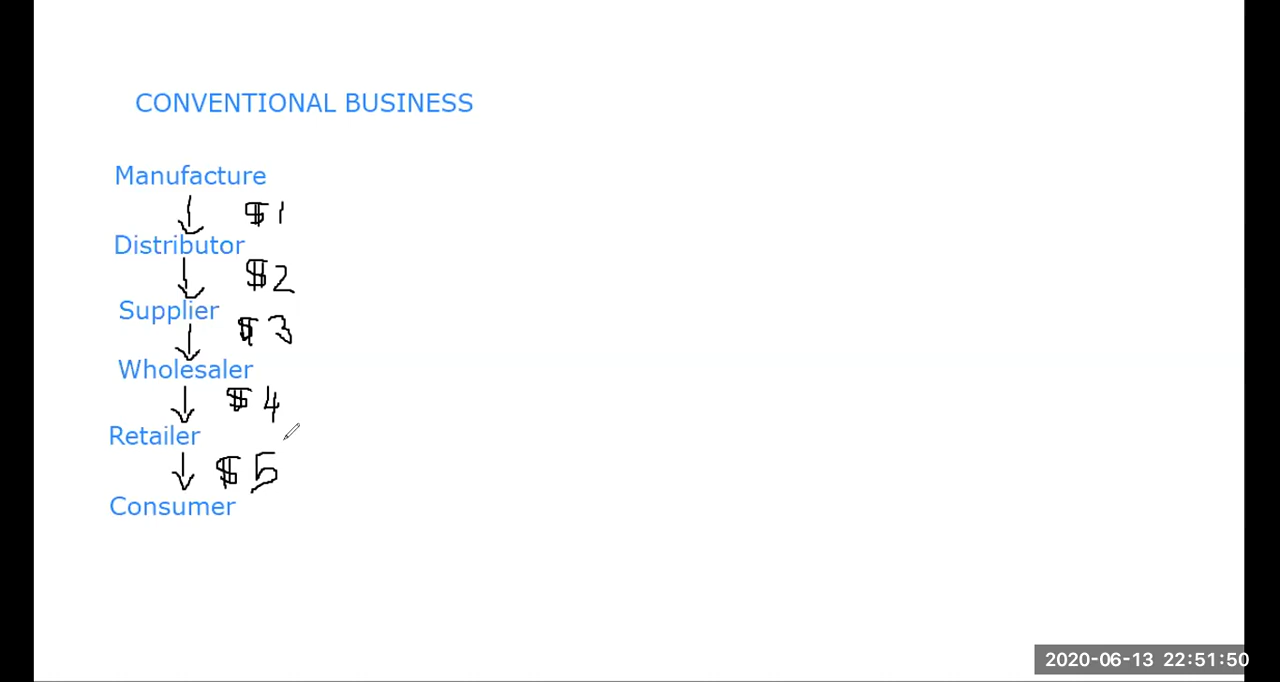 CONVENTIONAL BUSINESS
Manufacture
$1
Distributor
$2
Supplier
$3
Wholesaler
$4
Retailer
$5
Consumer
2020-06-13 22:51:50